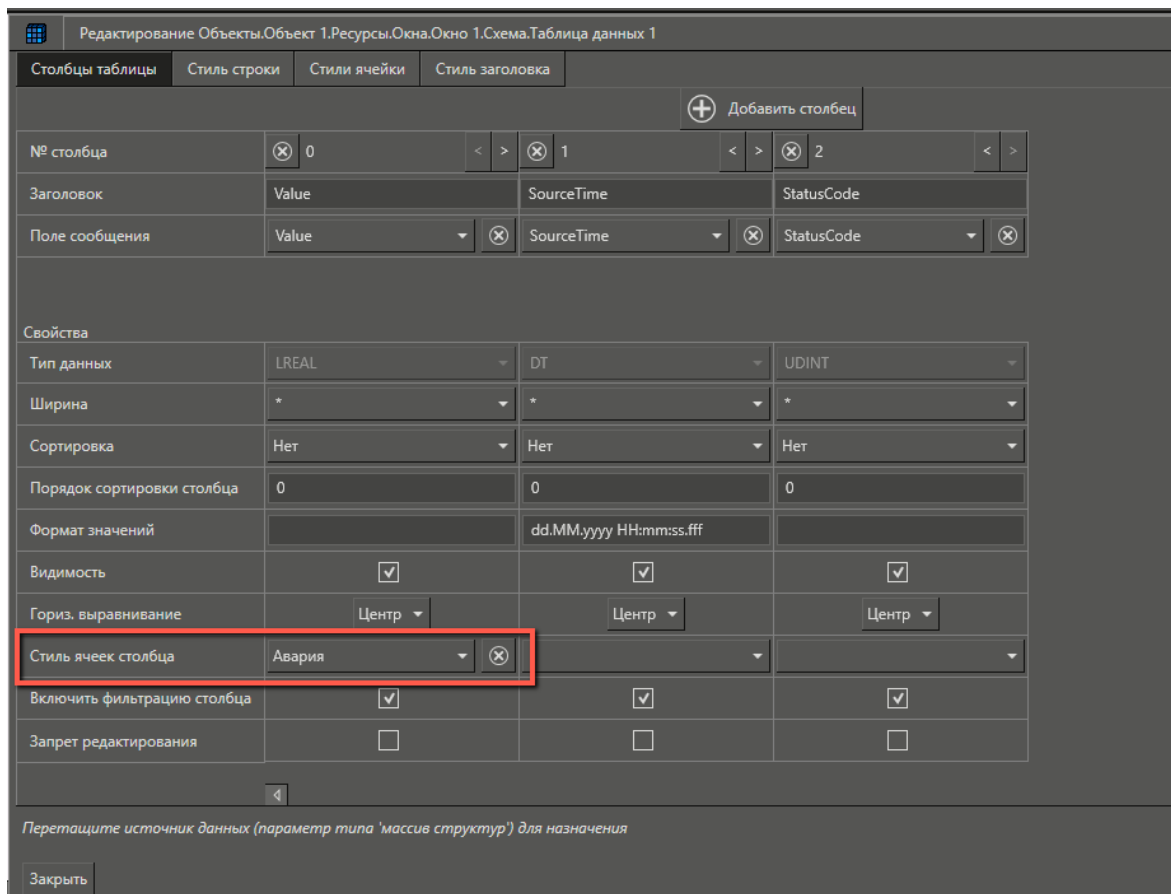 Редактирование Объекты.Объект 1.Ресурсы.Окна.Окно 1.Схема.Таблица данных 1
Столбцы таблицы Стиль строки Стили ячейки Стиль заголовка
Добавить столбец
№ столбца 0 < > 1 < > 2 < >
Заголовок Value SourceTime StatusCode
Поле сообщения Value SourceTime StatusCode
Свойства
Тип данных LREAL DT UDINT
Ширина * * *
Сортировка Нет Нет Нет
Порядок сортировки столбца 0 0 0
Формат значений dd.MM.yyyy HH:mm:ss.fff
Видимость
Гориз. выравнивание Центр Центр Центр
Стиль ячеек столбца Авария
Включить фильтрацию столбца
Запрет редактирования
Перетащите источник данных (параметр типа 'массив структур') для назначения
Закрыть